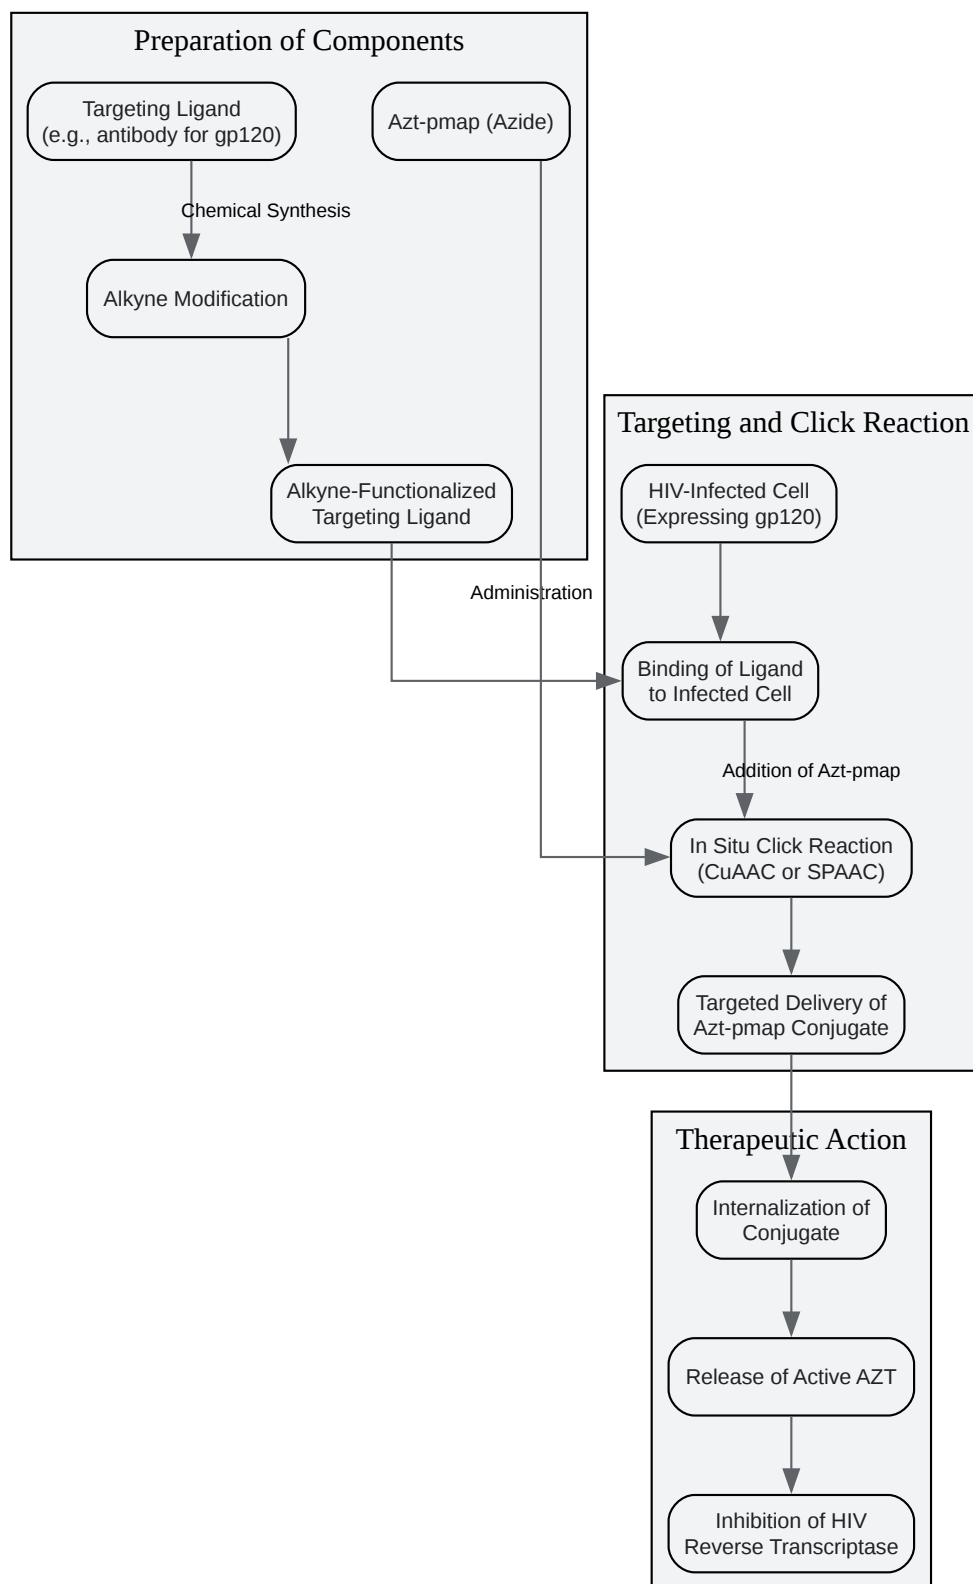 Preparation of Components
Targeting Ligand
(e.g., antibody for gp120)
Azt-pmap (Azide)
Chemical Synthesis
Alkyne Modification
Alkyne-Functionalized
Targeting Ligand
Administration
Targeting and Click Reaction
HIV-Infected Cell
(Expressing gp120)
Binding of Ligand
to Infected Cell
Addition of Azt-pmap
In Situ Click Reaction
(CuAAC or SPAAC)
Targeted Delivery of
Azt-pmap Conjugate
Therapeutic Action
Internalization of
Conjugate
Release of Active AZT
Inhibition of HIV
Reverse Transcriptase